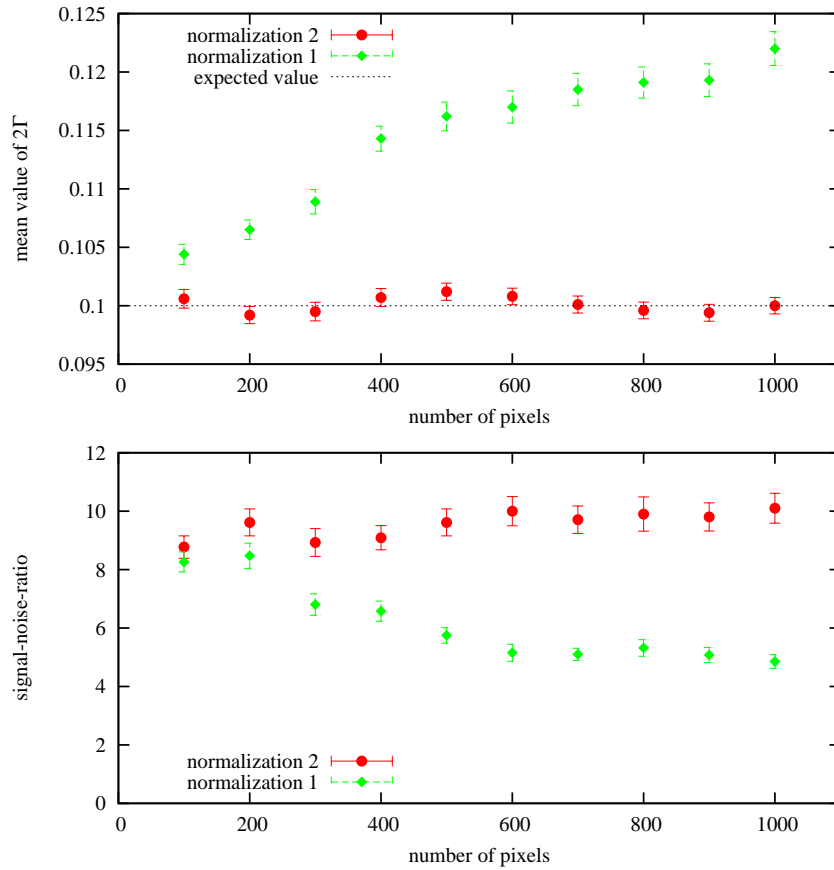 0.125
0.12
0.115
0.11
0.105
0.1
0.095
mean value of 2Γ
normalization 2
normalization 1
expected value
0 200 400 600 800 1000
number of pixels
12
10
8
6
4
2
0
signal-noise-ratio
normalization 2
normalization 1
0 200 400 600 800 1000
number of pixels